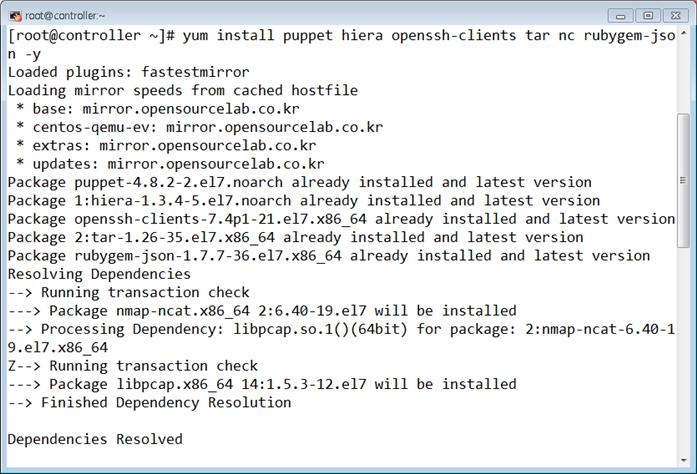 root@controller:~
[root@controller ~]# yum install puppet hiera openssh-clients tar nc rubygem-jso
n -y
Loaded plugins: fastestmirror
Loading mirror speeds from cached hostfile
 * base: mirror.opensourcelab.co.kr
 * centos-qemu-ev: mirror.opensourcelab.co.kr
 * extras: mirror.opensourcelab.co.kr
 * updates: mirror.opensourcelab.co.kr
Package puppet-4.8.2-2.el7.noarch already installed and latest version
Package 1:hiera-1.3.4-5.el7.noarch already installed and latest version
Package openssh-clients-7.4p1-21.el7.x86_64 already installed and latest version
Package 2:tar-1.26-35.el7.x86_64 already installed and latest version
Package rubygem-json-1.7.7-36.el7.x86_64 already installed and latest version
Resolving Dependencies
--> Running transaction check
---> Package nmap-ncat.x86_64 2:6.40-19.el7 will be installed
--> Processing Dependency: libpcap.so.1()(64bit) for package: 2:nmap-ncat-6.40-1
9.el7.x86_64
Z--> Running transaction check
---> Package libpcap.x86_64 14:1.5.3-12.el7 will be installed
--> Finished Dependency Resolution

Dependencies Resolved